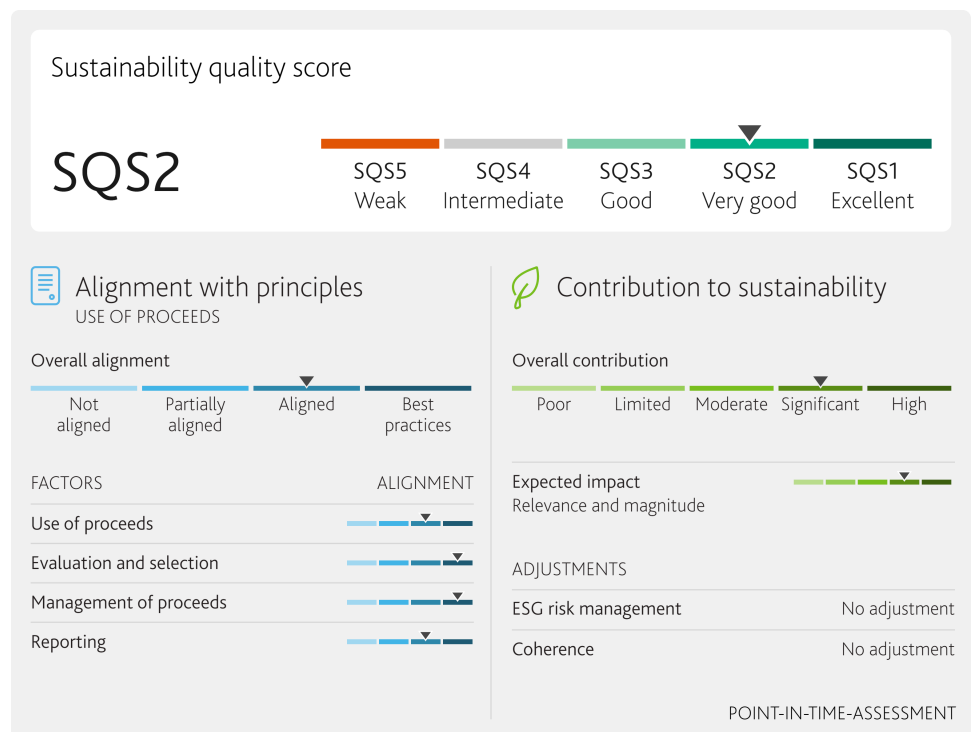 Sustainability quality score
SQS2
SQS5 SQS4 SQS3 SQS2 SQS1
Weak Intermediate Good Very good Excellent
Alignment with principles
USE OF PROCEEDS
Overall alignment
Not aligned
Partially aligned
Aligned
Best practices
FACTORS ALIGNMENT
Use of proceeds
Evaluation and selection
Management of proceeds
Reporting
Contribution to sustainability
Overall contribution
Poor Limited Moderate Significant High
Expected impact
Relevance and magnitude
ADJUSTMENTS
ESG risk management No adjustment
Coherence No adjustment
POINT-IN-TIME-ASSESSMENT